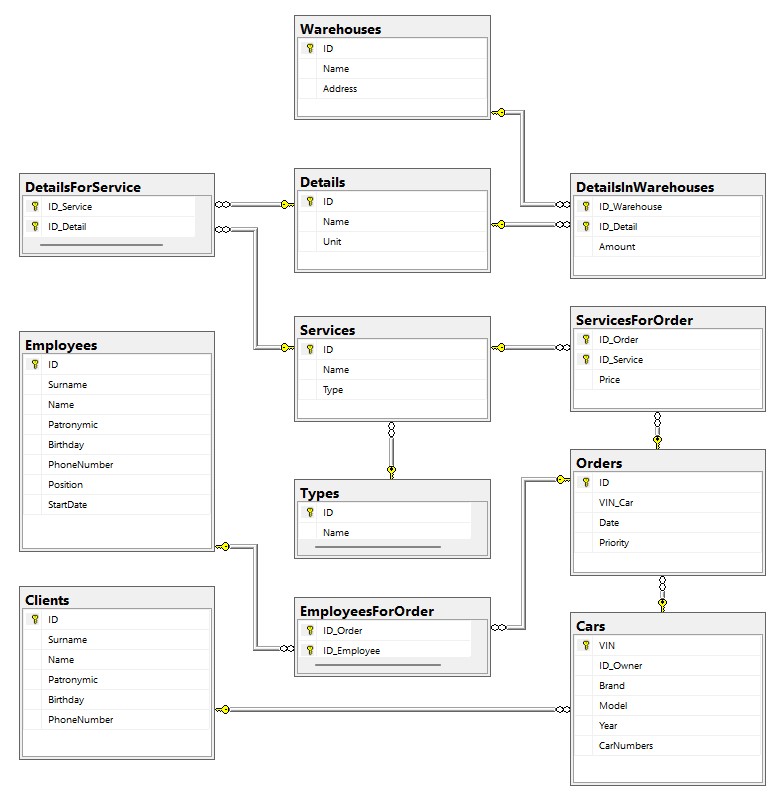 Warehouses
ID
Name
Address
DetailsForService
ID_Service
ID_Detail
Details
ID
Name
Unit
DetailsInWarehouses
ID_Warehouse
ID_Detail
Amount
Employees
ID
Surname
Name
Patronymic
Birthday
PhoneNumber
Position
StartDate
Services
ID
Name
Type
ServicesForOrder
ID_Order
ID_Service
Price
Types
ID
Name
Orders
ID
VIN_Car
Date
Priority
Clients
ID
Surname
Name
Patronymic
Birthday
PhoneNumber
EmployeesForOrder
ID_Order
ID_Employee
Cars
VIN
ID_Owner
Brand
Model
Year
CarNumbers